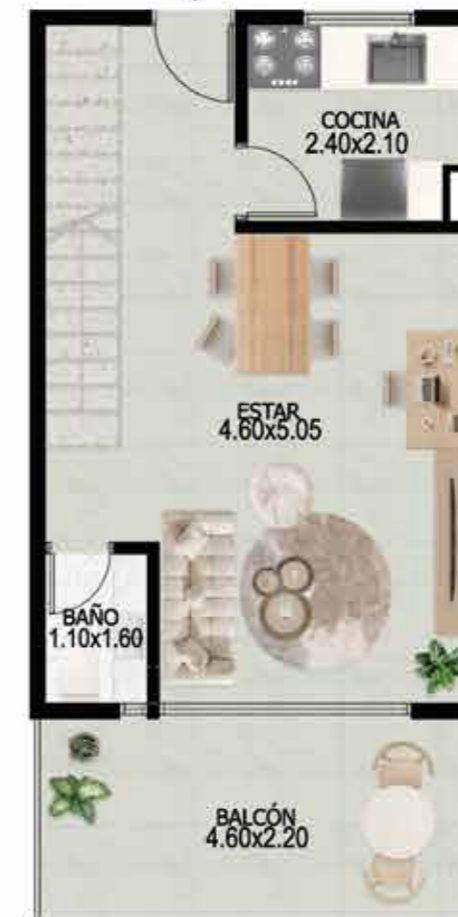 COCINA
2.40x2.10
ESTAR
4.60x5.05
BAÑO
1.10x1.60
BALCÓN
4.60x2.20